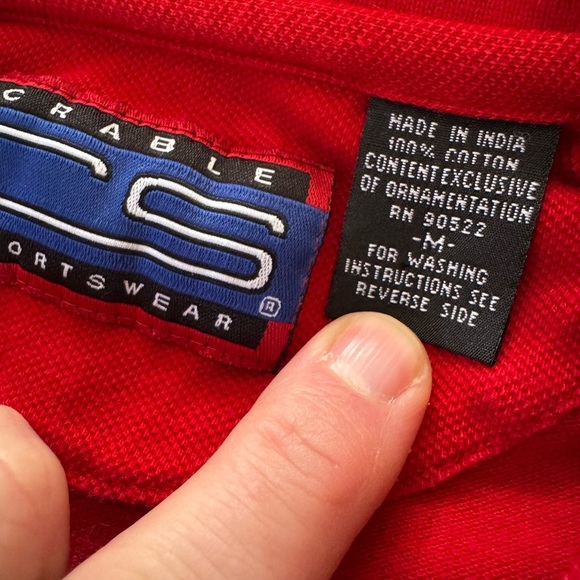 CRABLE
CS
ORTSWEAR
®
MADE IN INDIA
100% COTTON
CONTENT EXCLUSIVE
OF ORNAMENTATION
RN 90522
-M-
FOR WASHING
INSTRUCTIONS SEE
REVERSE SIDE